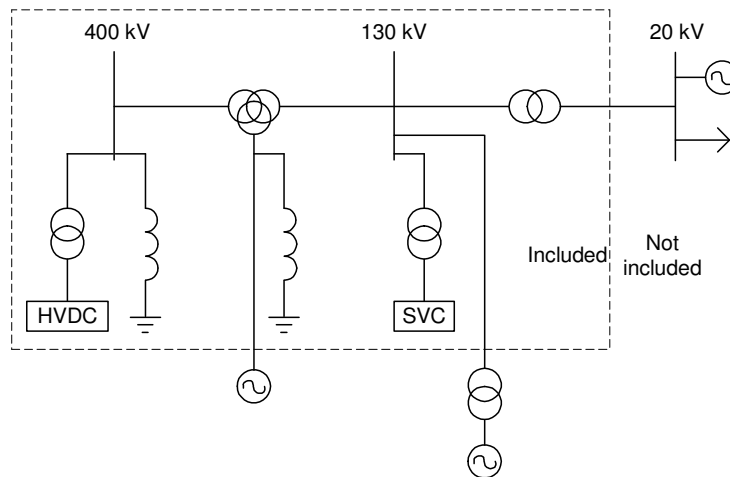 400 kV
130 kV
20 kV
Included
Not
included
HVDC
SVC